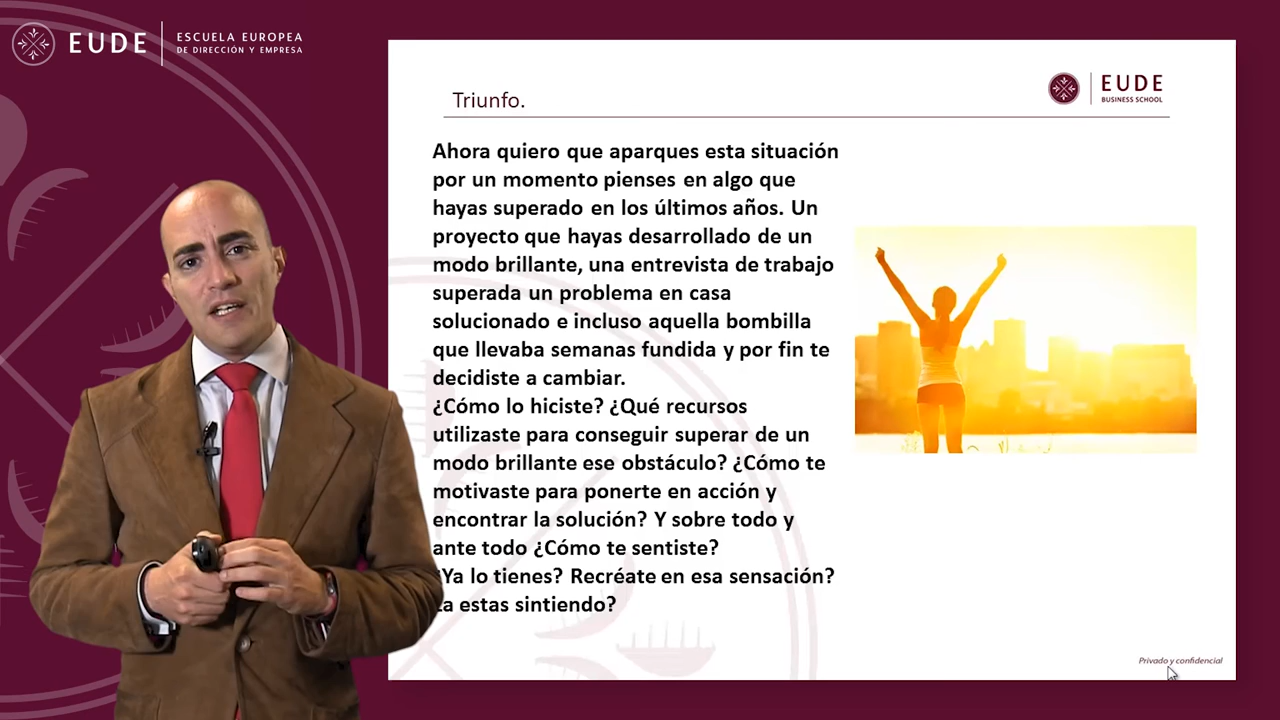 EUDE
ESCUELA EUROPEA
DE DIRECCIÓN Y EMPRESA
Triunfo.
EUDE
BUSINESS SCHOOL
Ahora quiero que aparques esta situación
por un momento pienses en algo que
hayas superado en los últimos años. Un
proyecto que hayas desarrollado de un
modo brillante, una entrevista de trabajo
superada un problema en casa
solucionado e incluso aquella bombilla
que llevaba semanas fundida y por fin te
decidiste a cambiar.
¿Cómo lo hiciste? ¿Qué recursos
utilizaste para conseguir superar de un
modo brillante ese obstáculo? ¿Cómo te
motivaste para ponerte en acción y
encontrar la solución? Y sobre todo y
ante todo ¿Cómo te sentiste?
¿Ya lo tienes? Recréate en esa sensación?
La estas sintiendo?
Privado y confidencial